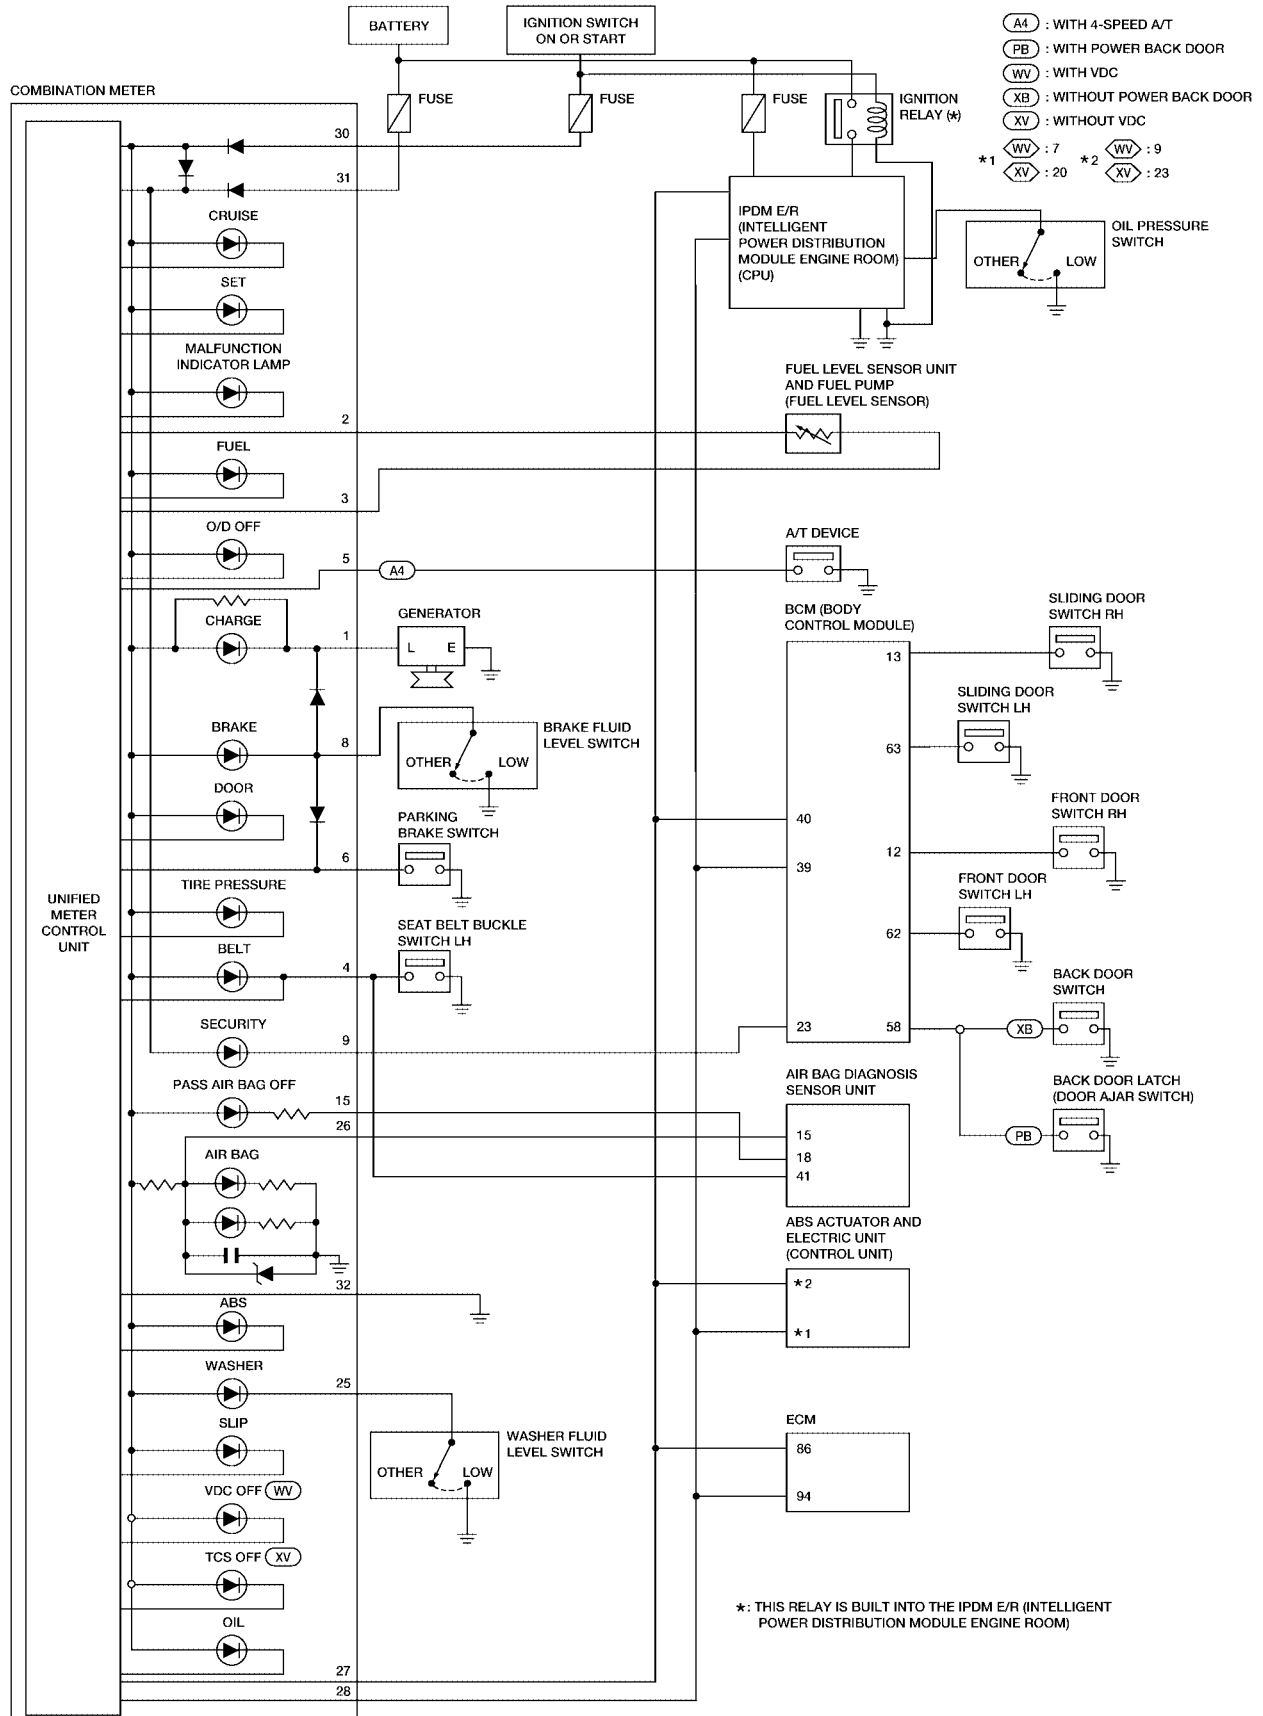 BATTERY
IGNITION SWITCH
ON OR START
A4 : WITH 4-SPEED A/T
PB : WITH POWER BACK DOOR
WV : WITH VDC
XB : WITHOUT POWER BACK DOOR
XV : WITHOUT VDC
*1 WV : 7 *2 WV : 9
XV : 20 XV : 23
COMBINATION METER
FUSE
FUSE
FUSE
IGNITION
RELAY (*)
30
31
CRUISE
IPDM E/R
(INTELLIGENT
POWER DISTRIBUTION
MODULE ENGINE ROOM)
(CPU)
OIL PRESSURE
SWITCH
OTHER LOW
SET
MALFUNCTION
INDICATOR LAMP
FUEL LEVEL SENSOR UNIT
AND FUEL PUMP
(FUEL LEVEL SENSOR)
2
FUEL
3
O/D OFF
5
A4
A/T DEVICE
CHARGE
1
GENERATOR
L E
BCM (BODY
CONTROL MODULE)
13
SLIDING DOOR
SWITCH RH
SLIDING DOOR
SWITCH LH
63
BRAKE
8
BRAKE FLUID
LEVEL SWITCH
OTHER LOW
DOOR
PARKING
BRAKE SWITCH
6
40
39
12
FRONT DOOR
SWITCH RH
FRONT DOOR
SWITCH LH
62
UNIFIED
METER
CONTROL
UNIT
TIRE PRESSURE
SEAT BELT BUCKLE
SWITCH LH
BELT
4
BACK DOOR
SWITCH
SECURITY
9
23
58
XB
PASS AIR BAG OFF
15
26
AIR BAG DIAGNOSIS
SENSOR UNIT
15
18
41
BACK DOOR LATCH
(DOOR AJAR SWITCH)
PB
AIR BAG
ABS ACTUATOR AND
ELECTRIC UNIT
(CONTROL UNIT)
*2
*1
32
ABS
WASHER
25
SLIP
WASHER FLUID
LEVEL SWITCH
OTHER LOW
ECM
86
94
VDC OFF WV
TCS OFF XV
OIL
27
28
*: THIS RELAY IS BUILT INTO THE IPDM E/R (INTELLIGENT
POWER DISTRIBUTION MODULE ENGINE ROOM)